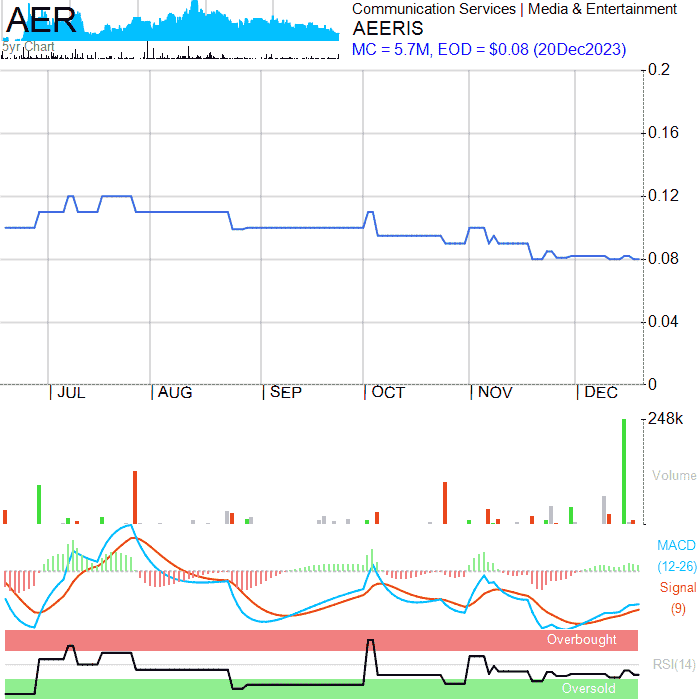 AER
5yr Chart
Communication Services | Media & Entertainment
AEERIS
MC = 5.7M, EOD = $0.08 (20Dec2023)
0.2
0.16
0.12
0.08
0.04
0
JUL AUG SEP OCT NOV DEC
248k
Volume
MACD
(12-26)
Signal
(9)
Overbought
RSI(14)
Oversold